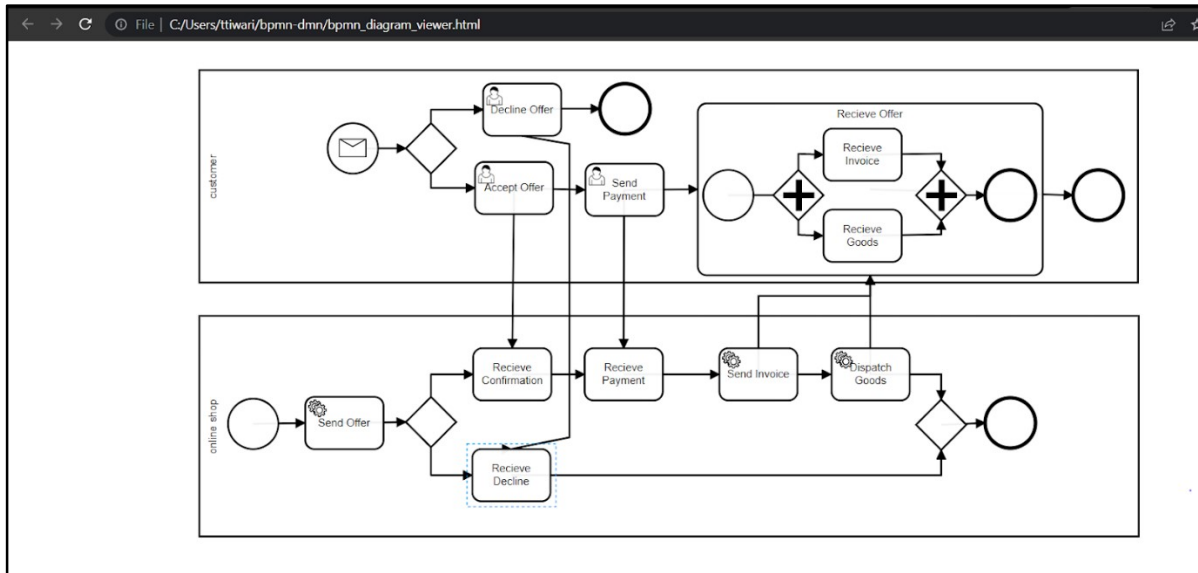 File | C:/Users/ttiwari/bpmn-dmn/bpmn_diagram_viewer.html
customer
Decline Offer
Accept Offer
Send
Payment
Recieve Offer
Recieve
Invoice
Recieve
Goods
online shop
Send Offer
Recieve
Confirmation
Recieve
Payment
Send Invoice
Dispatch
Goods
Recieve
Decline